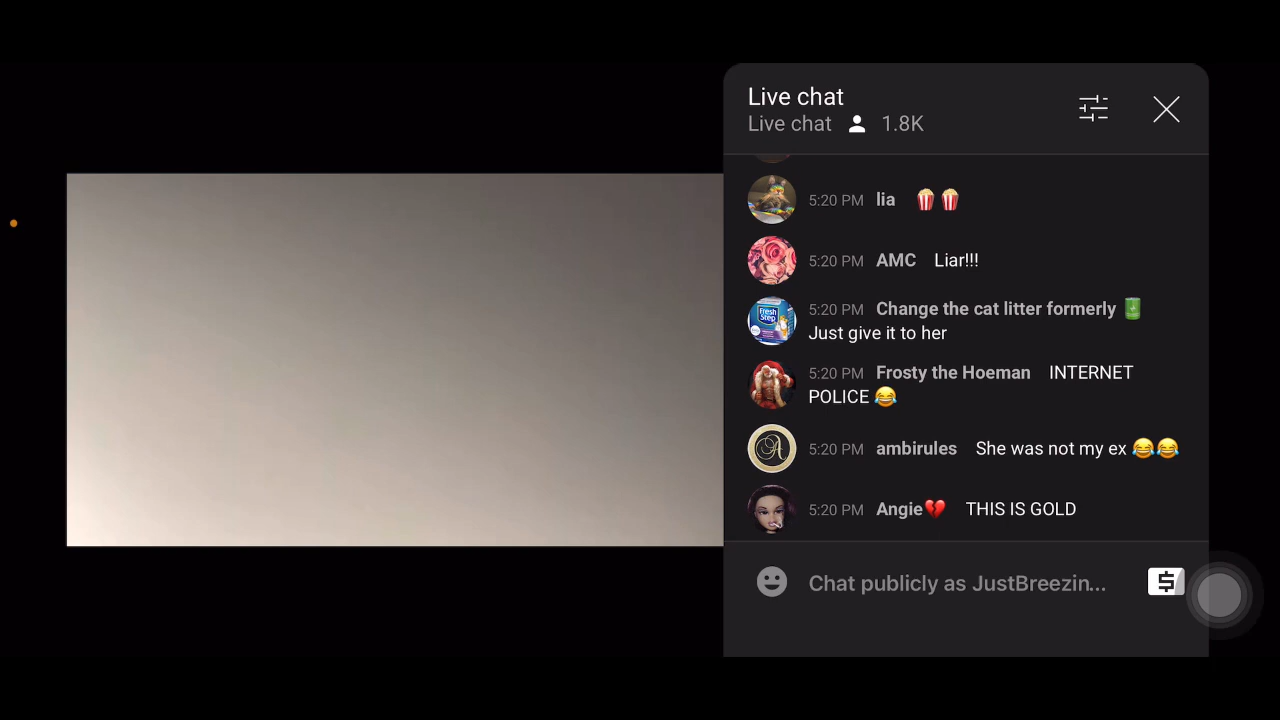 Live chat
Live chat 1.8K
5:20 PM lia 🍿🍿
5:20 PM AMC Liar!!!
5:20 PM Change the cat litter formerly 🔋
Just give it to her
Fresh
Step
5:20 PM Frosty the Hoeman INTERNET
POLICE 😂
A
5:20 PM ambirules She was not my ex 😂😂
5:20 PM Angie💔 THIS IS GOLD
Chat publicly as JustBreezin... $